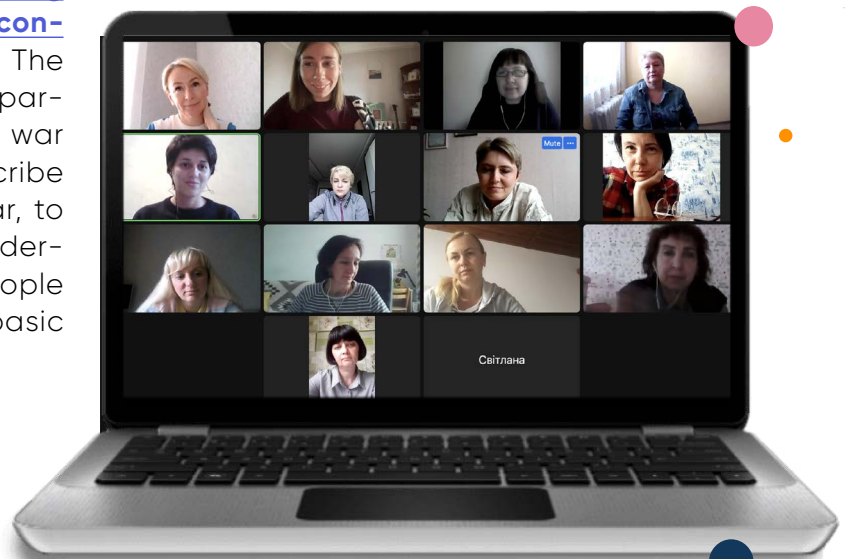 con-
The
par-
war
cribe
ar, to
der-
ople
basic
Mute ...
Світлана